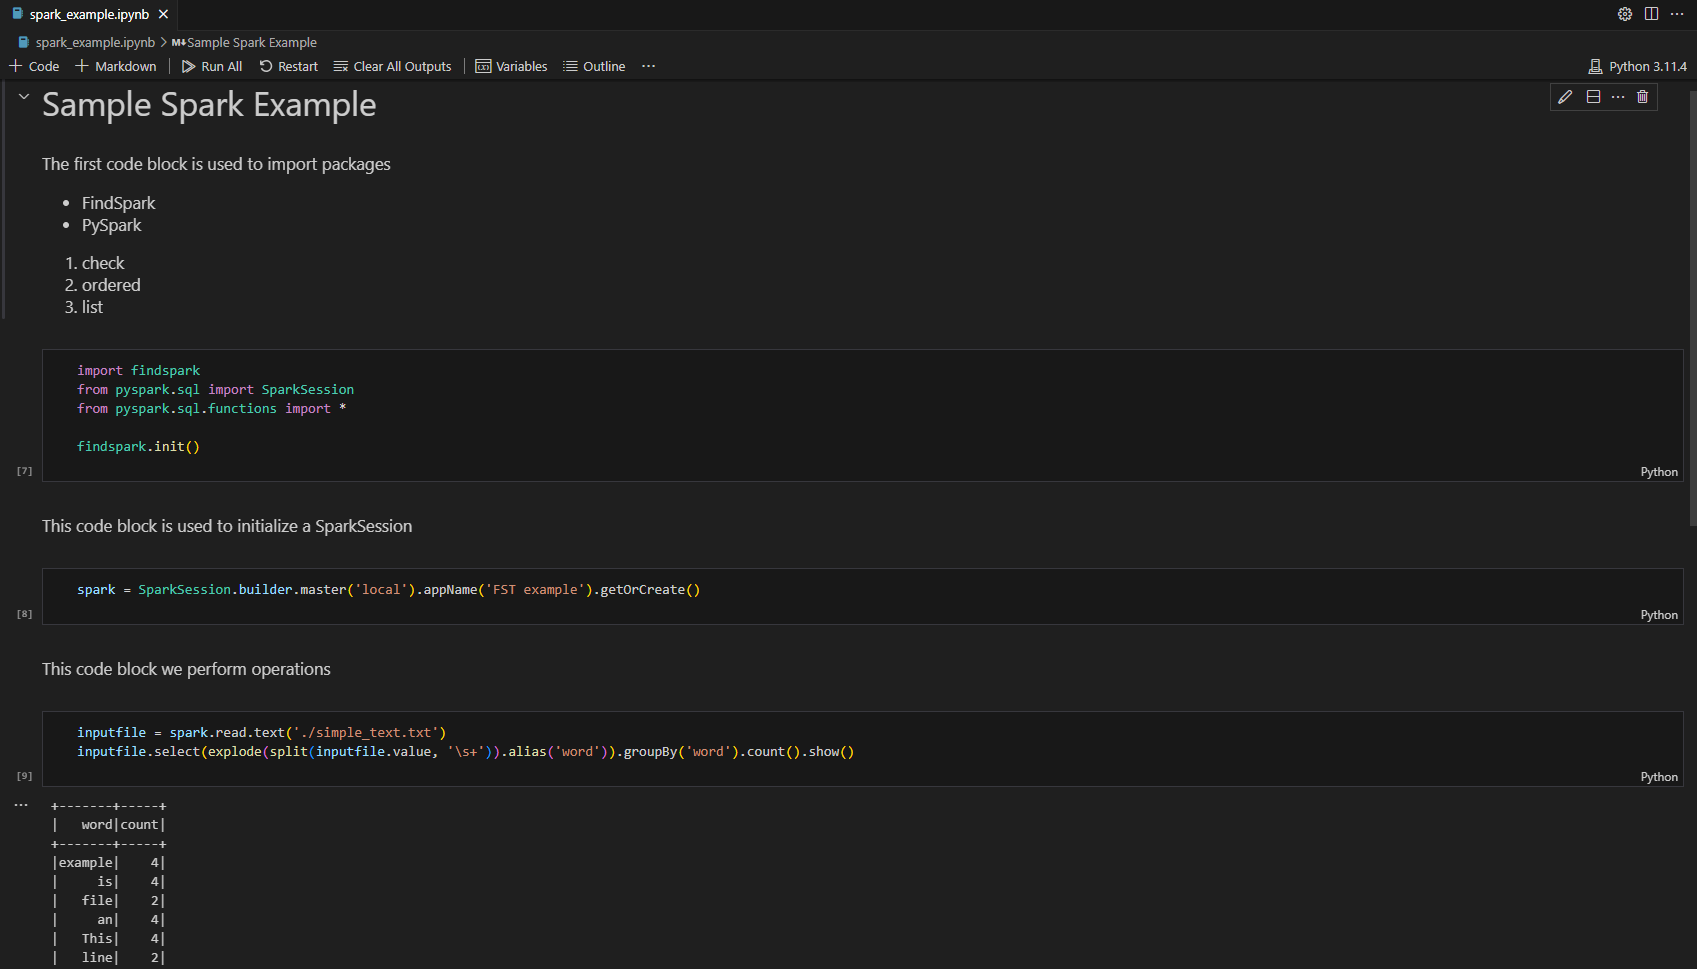 spark_example.ipynb
spark_example.ipynb > M↓ Sample Spark Example
+ Code + Markdown | Run All Restart Clear All Outputs | Variables Outline ... Python 3.11.4
Sample Spark Example
The first code block is used to import packages
• FindSpark
• PySpark
1. check
2. ordered
3. list
import findspark
from pyspark.sql import SparkSession
from pyspark.sql.functions import *
findspark.init()
[7] Python
This code block is used to initialize a SparkSession
spark = SparkSession.builder.master('local').appName('FST example').getOrCreate()
[8] Python
This code block we perform operations
inputfile = spark.read.text('./simple_text.txt')
inputfile.select(explode(split(inputfile.value, '\s+')).alias('word')).groupBy('word').count().show()
[9] Python
... +-------+-----+
|   word|count|
+-------+-----+
|example|    4|
|     is|    4|
|   file|    2|
|     an|    4|
|   This|    4|
|   line|    2|